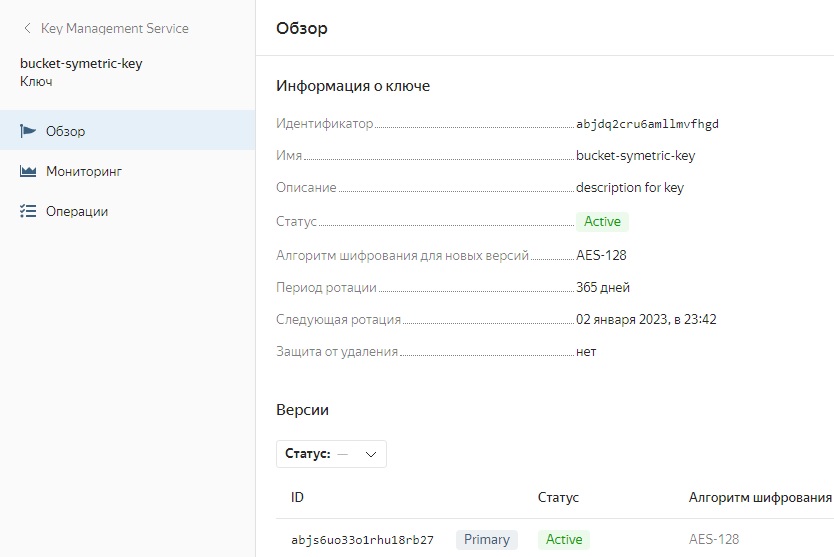 Key Management Service
bucket-symetric-key
Ключ
Обзор
Мониторинг
Операции
Обзор
Информация о ключе
Идентификатор abjdq2cru6amllmvfhgd
Имя bucket-symetric-key
Описание description for key
Статус Active
Алгоритм шифрования для новых версий AES-128
Период ротации 365 дней
Следующая ротация 02 января 2023, в 23:42
Защита от удаления нет
Версии
Статус: —
ID Статус Алгоритм шифрования
abjs6uo33o1rhu18rb27 Primary Active AES-128